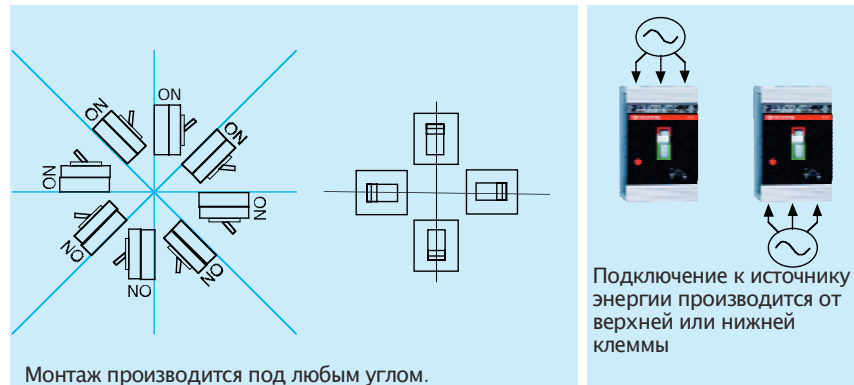 ON
ON
ON
ON
ON
ON
ON
ON
Монтаж производится под любым углом.
Подключение к источнику
энергии производится от
верхней или нижней
клеммы